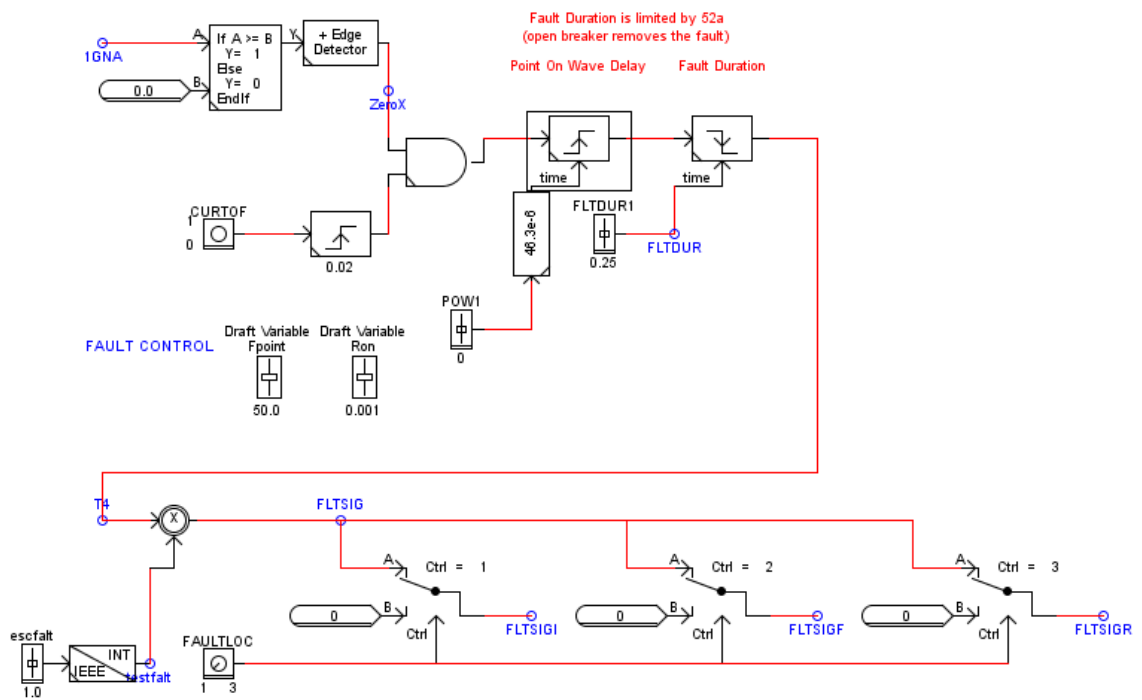 Fault Duration is limited by 52a
(open breaker removes the fault)
Point On Wave Delay
Fault Duration
1GNA
A
If A >= B
Y= 1
Else
Y= 0
EndIf
B
0.0
Y
+ Edge
Detector
ZeroX
CURTOF
1
0
0.02
time
46.3e-6
time
FLTDUR1
0.25
FLTDUR
POW1
0
FAULT CONTROL
Draft Variable
Fpoint
50.0
Draft Variable
Ron
0.001
T4
X
FLTSIG
A
Ctrl = 1
B
0
Ctrl
FLTSIGI
A
Ctrl = 2
B
0
Ctrl
FLTSIGF
A
Ctrl = 3
B
0
Ctrl
FLTSIGR
escfalt
1.0
INT
IEEE
testfalt
FAULTLOC
1 3